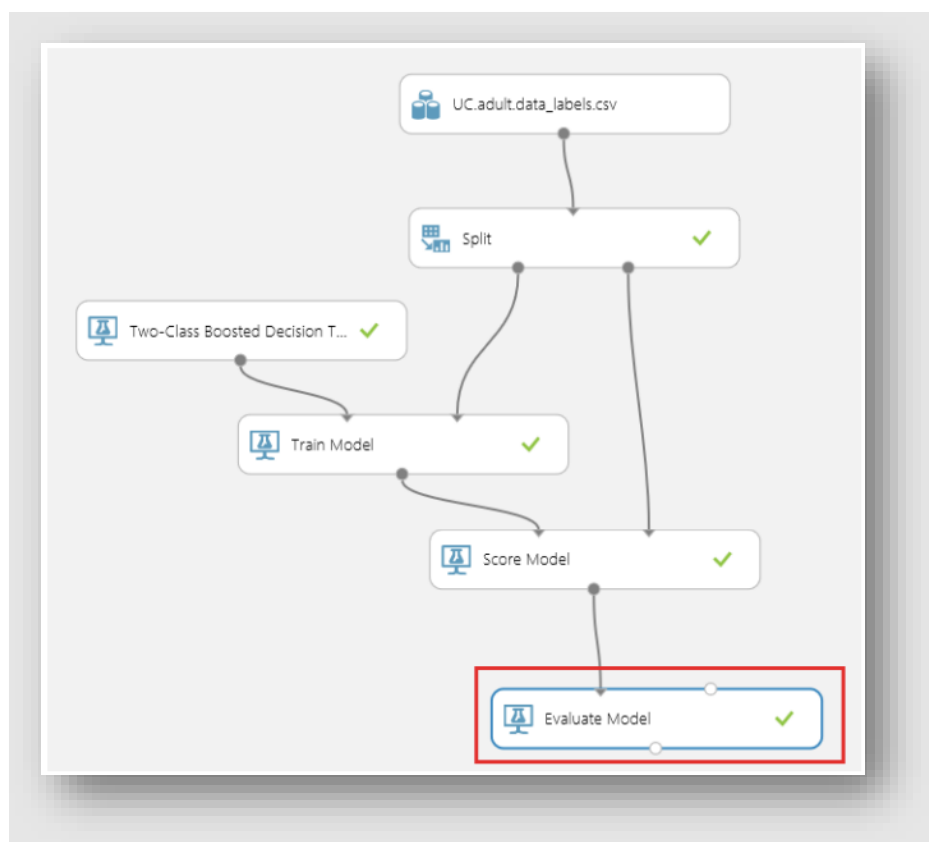 UC.adult.data_labels.csv
Split
Two-Class Boosted Decision T...
Train Model
Score Model
Evaluate Model